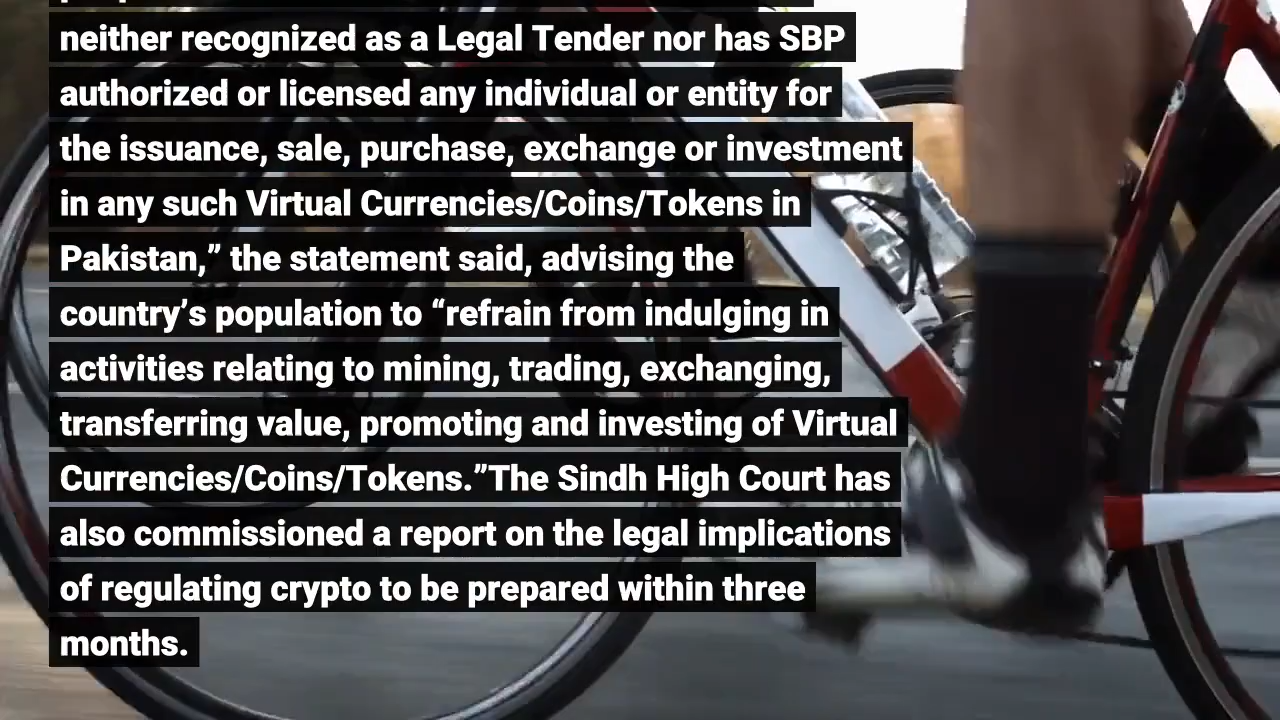 neither recognized as a Legal Tender nor has SBP
authorized or licensed any individual or entity for
the issuance, sale, purchase, exchange or investment
in any such Virtual Currencies/Coins/Tokens in
Pakistan,” the statement said, advising the
country’s population to “refrain from indulging in
activities relating to mining, trading, exchanging,
transferring value, promoting and investing of Virtual
Currencies/Coins/Tokens.”The Sindh High Court has
also commissioned a report on the legal implications
of regulating crypto to be prepared within three
months.